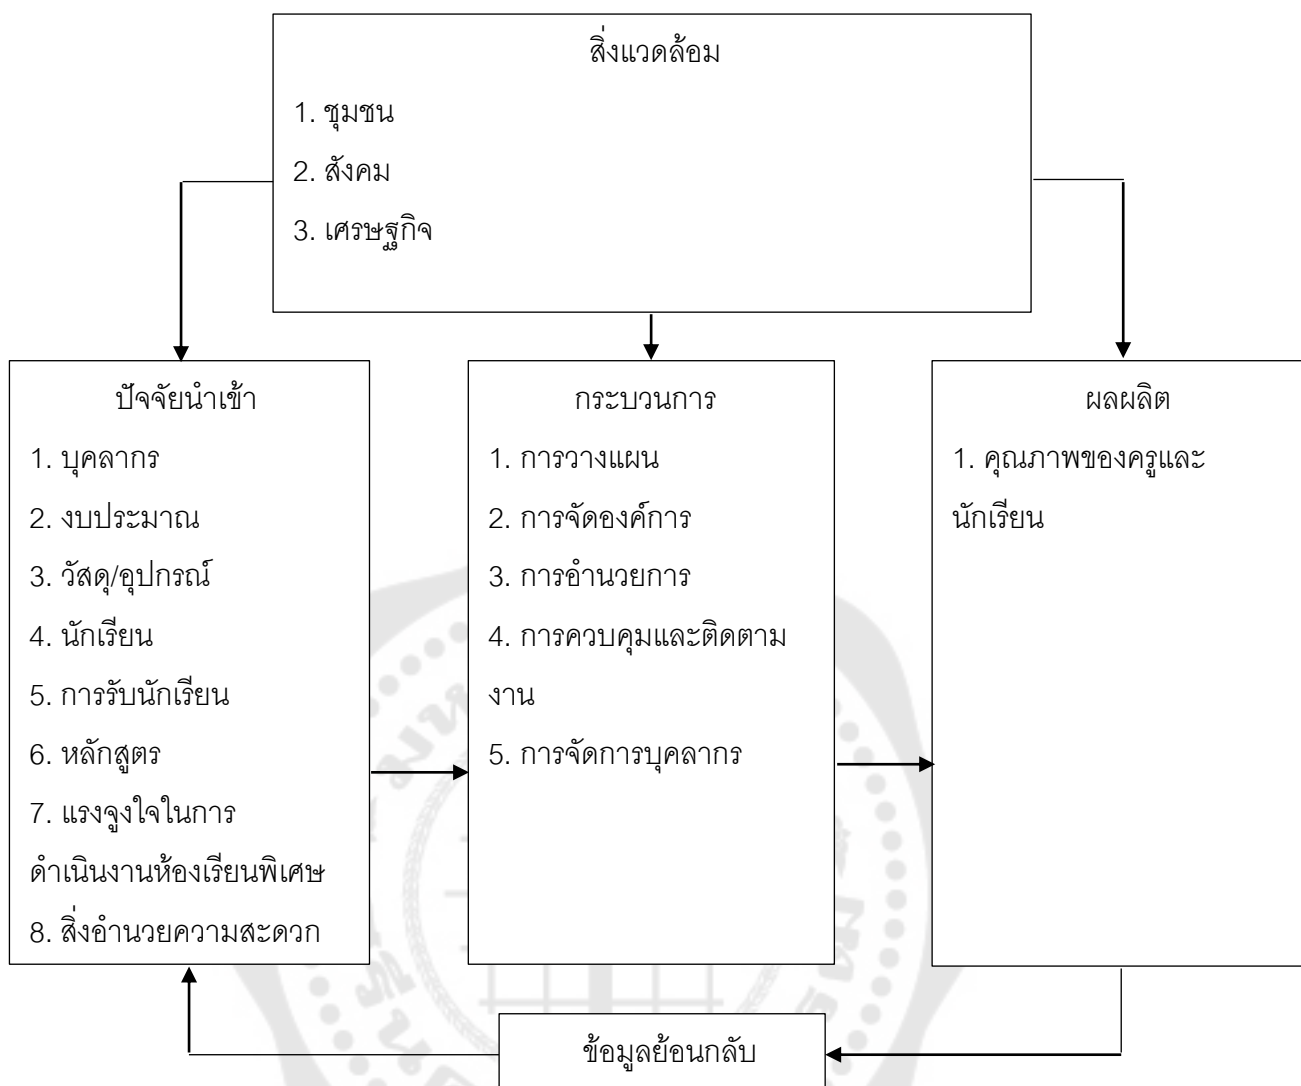 สิ่งแวดล้อม
1. ชุมชน
2. สังคม
3. เศรษฐกิจ
ปัจจัยนำเข้า
1. บุคลากร
2. งบประมาณ
3. วัสดุ/อุปกรณ์
4. นักเรียน
5. การรับนักเรียน
6. หลักสูตร
7. แรงจูงใจในการ
ดำเนินงานห้องเรียนพิเศษ
8. สิ่งอำนวยความสะดวก
กระบวนการ
1. การวางแผน
2. การจัดองค์การ
3. การอำนวยการ
4. การควบคุมและติดตาม
งาน
5. การจัดการบุคลากร
ผลผลิต
1. คุณภาพของครูและ
นักเรียน
ข้อมูลย้อนกลับ